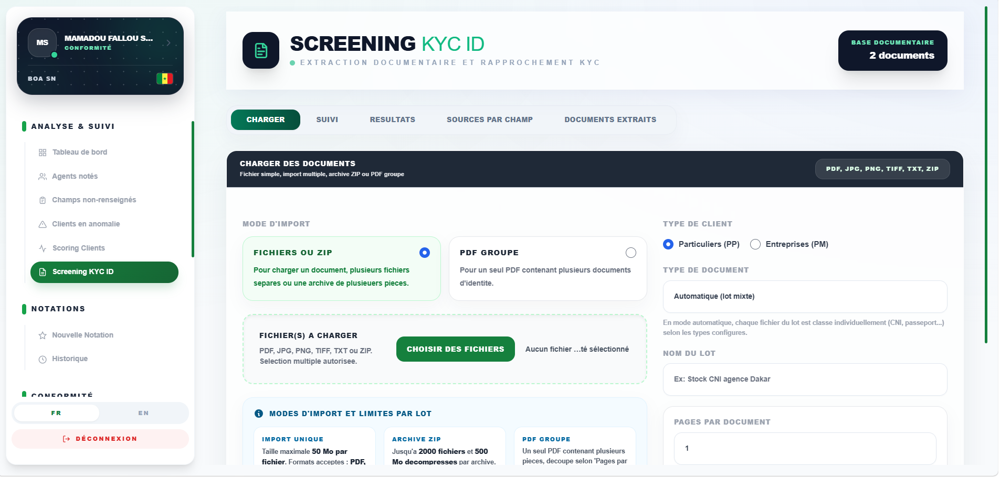 MS
MAMADOU FALLOU S...
CONFORMITÉ
BOA SN
ANALYSE & SUIVI
Tableau de bord
Agents notés
Champs non-renseignés
Clients en anomalie
Scoring Clients
Screening KYC ID
NOTATIONS
Nouvelle Notation
Historique
CONFORMITÉ
FR
EN
DÉCONNEXION
SCREENING KYC ID
EXTRACTION DOCUMENTAIRE ET RAPPROCHEMENT KYC
BASE DOCUMENTAIRE
2 documents
CHARGER
SUIVI
RESULTATS
SOURCES PAR CHAMP
DOCUMENTS EXTRAITS
CHARGER DES DOCUMENTS
Fichier simple, import multiple, archive ZIP ou PDF groupe
PDF, JPG, PNG, TIFF, TXT, ZIP
MODE D'IMPORT
FICHIERS OU ZIP
Pour charger un document, plusieurs fichiers
separes ou une archive de plusieuers pieces.
PDF GROUPE
Pour un seul PDF contenant plusieurs documents
d'identite.
FICHIER(S) A CHARGER
PDF, JPG, PNG, TIFF, TXT ou ZIP.
Selection multiple autorisee.
CHOISIR DES FICHIERS
Aucun fichier ...té sélectionné
MODES D'IMPORT ET LIMITES PAR LOT
IMPORT UNIQUE
Taille maximale 50 Mo par
fichier. Formats acceptes : PDF,
ARCHIVE ZIP
Jusqu'a 2000 fichiers et 500
Mo decompresses par archive.
PDF GROUPE
Un seul PDF contenant plusieurs
pieces, decoupe selon 'Pages par
TYPE DE CLIENT
Particuliers (PP)
Entreprises (PM)
TYPE DE DOCUMENT
Automatique (lot mixte)
En mode automatique, chaque fichier du lot est classe individuellement (CNI, passeport...)
selon les types configures.
NOM DU LOT
Ex: Stock CNI agence Dakar
PAGES PAR DOCUMENT
1